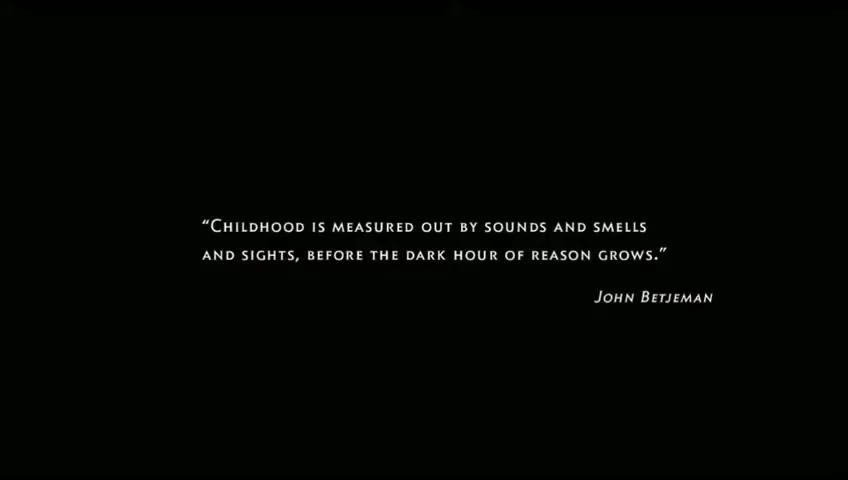 “Childhood is measured out by sounds and smells
and sights, before the dark hour of reason grows.”
John Betjeman